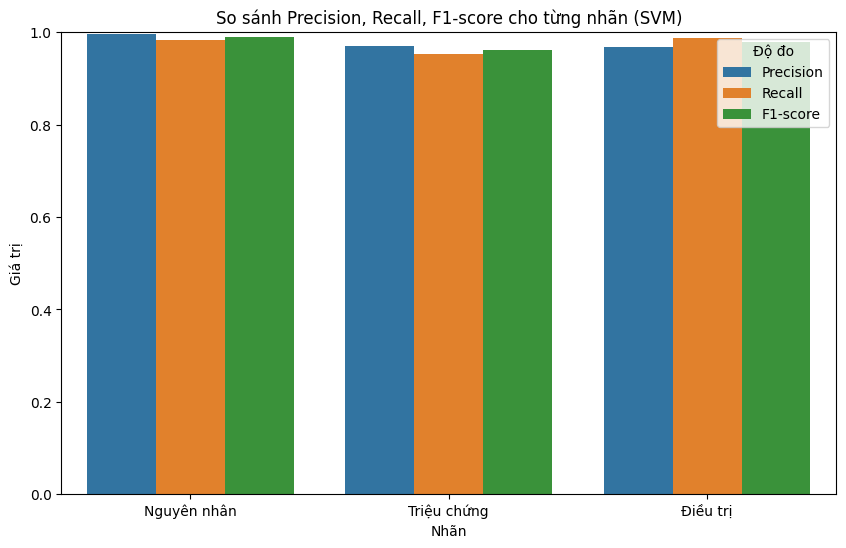 So sánh Precision, Recall, F1-score cho từng nhãn (SVM)
Độ đo
Precision
Recall
F1-score
Giá trị
1.0
0.8
0.6
0.4
0.2
0.0
Nguyên nhân
Triệu chứng
Điều trị
Nhãn